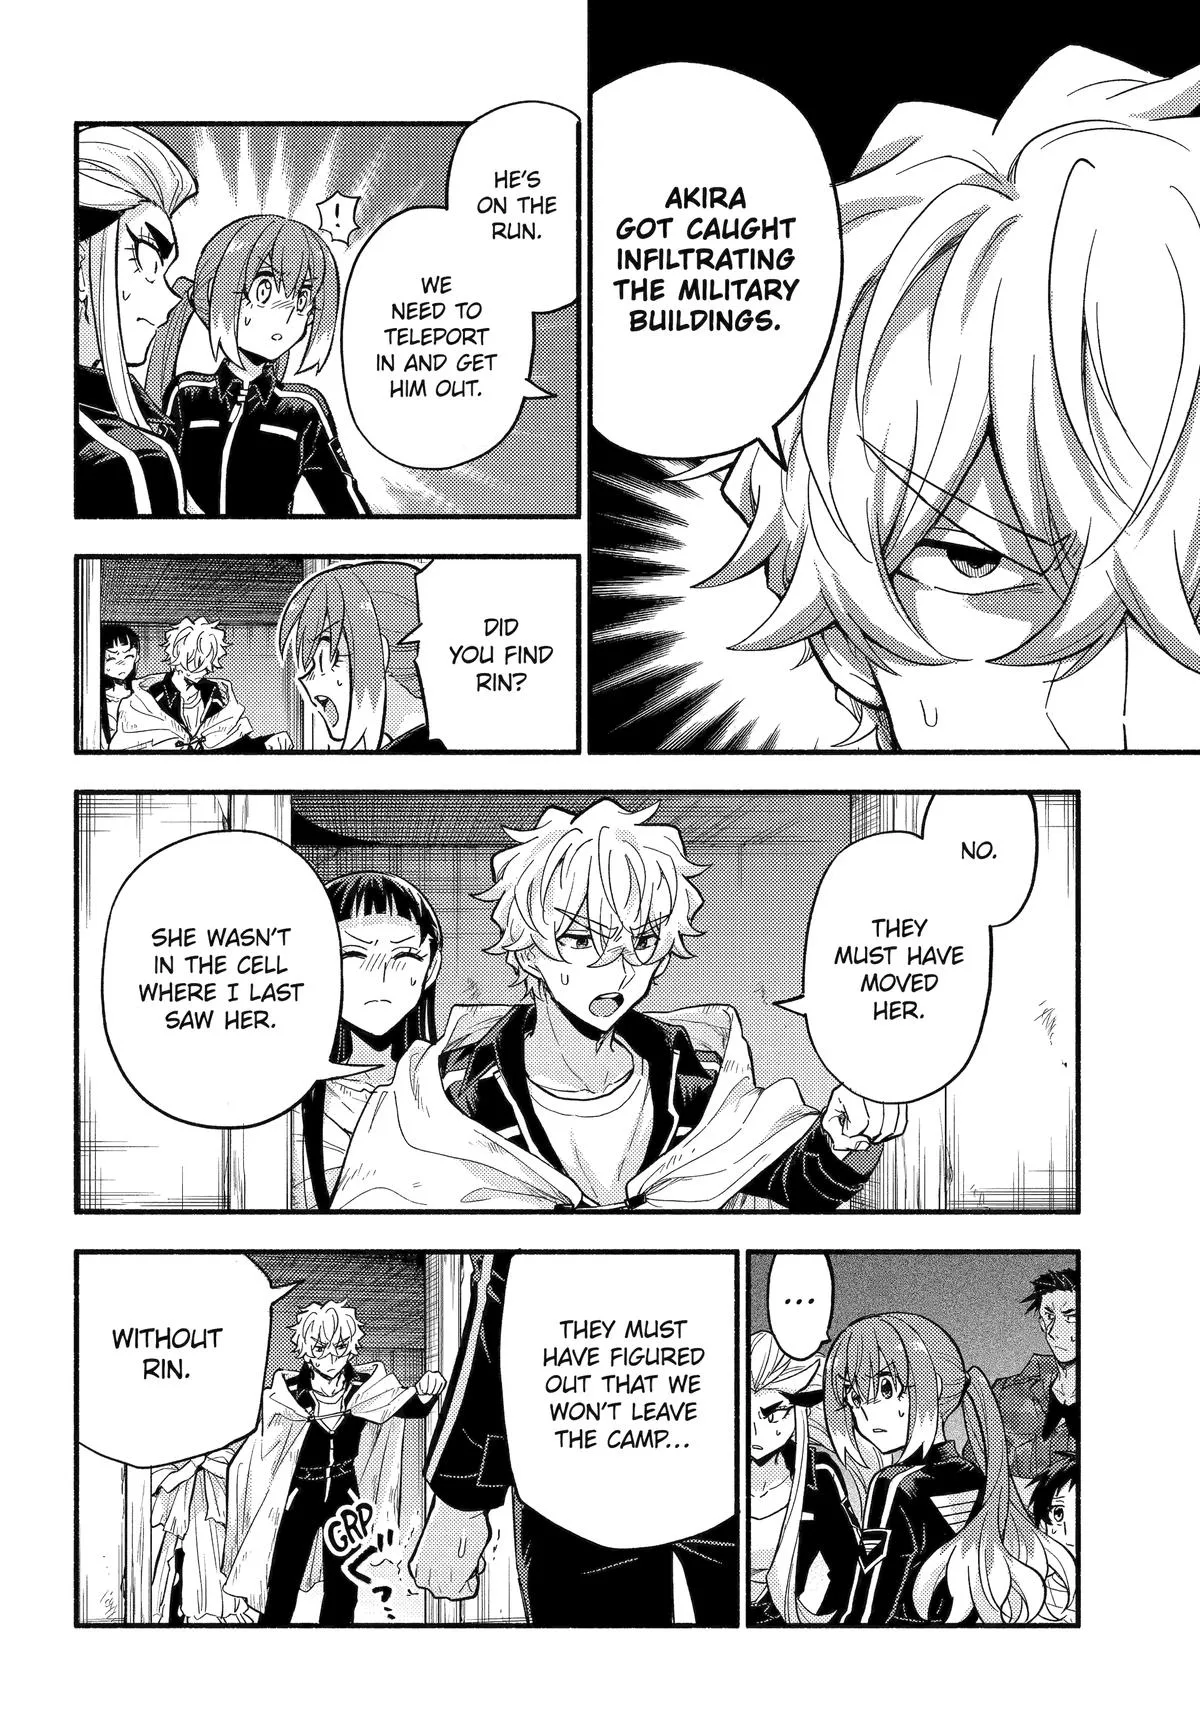 AKIRA
GOT CAUGHT
INFILTRATING
THE MILITARY
BUILDINGS.
HE'S
ON THE
RUN.
WE
NEED TO
TELEPORT
IN AND GET
HIM OUT.
!
DID
YOU FIND
RIN?
NO.
THEY
MUST HAVE
MOVED
HER.
SHE WASN'T
IN THE CELL
WHERE I LAST
SAW HER.
...
THEY MUST
HAVE FIGURED
OUT THAT WE
WON'T LEAVE
THE CAMP...
GRP
ぐっ
WITHOUT
RIN.